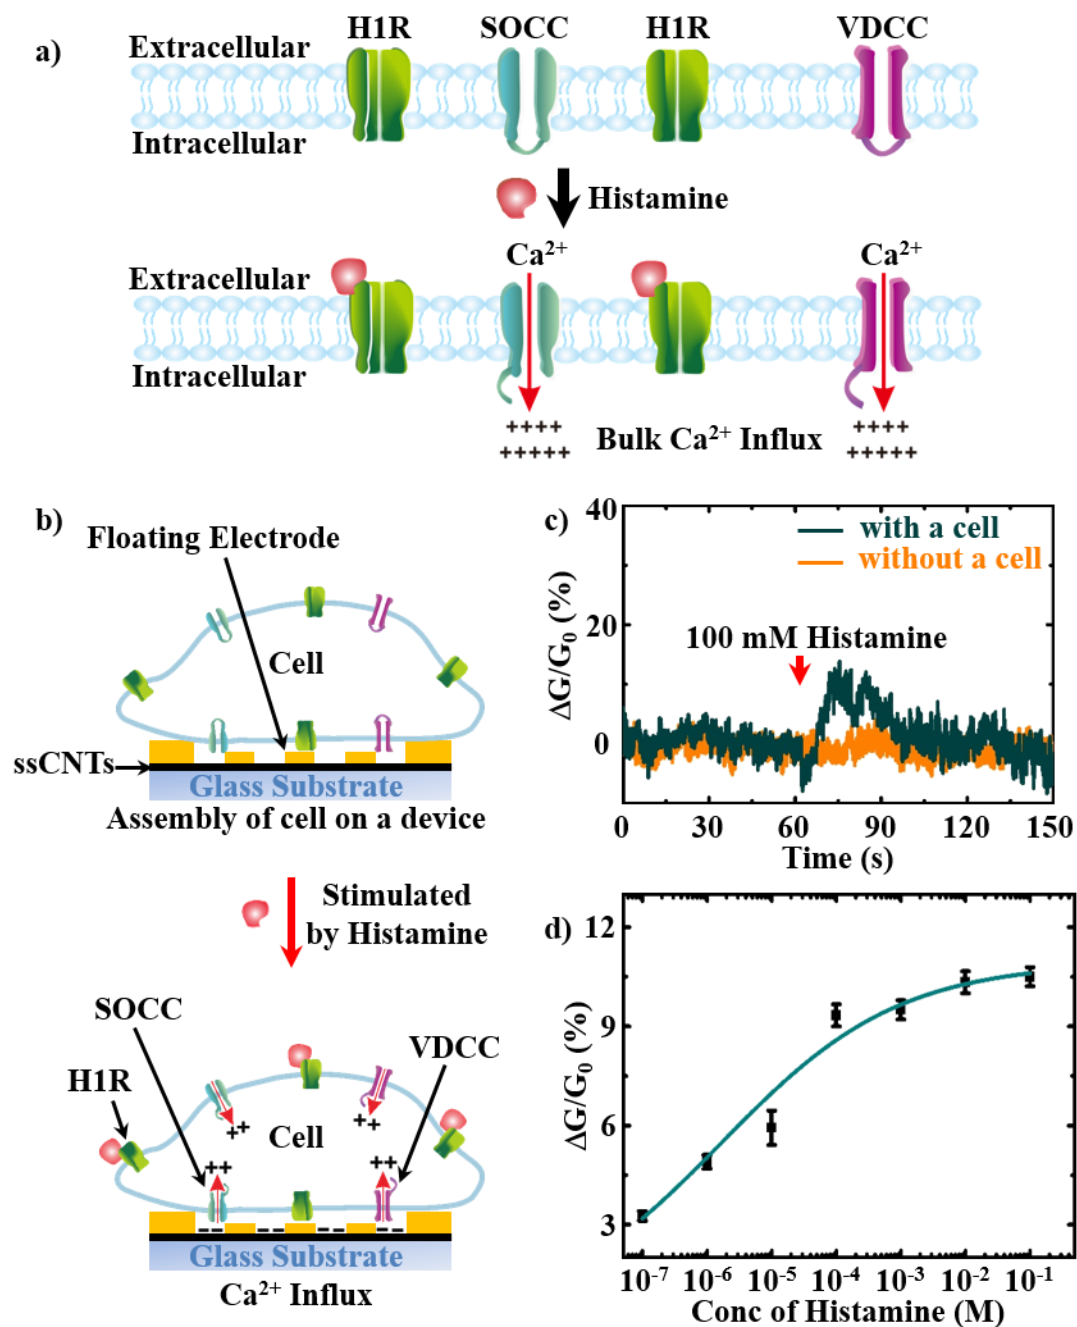 a)
H1R SOCC H1R VDCC
Extracellular
Intracellular
Histamine
Ca²⁺ Ca²⁺
Extracellular
Intracellular
++++ ++++
+++++ +++++
Bulk Ca²⁺ Influx
b)
Floating Electrode
Cell
ssCNTs
Glass Substrate
Assembly of cell on a device
Stimulated
by Histamine
SOCC
VDCC
H1R
++ ++
Cell
++ ++
-- -- -- --
Glass Substrate
Ca²⁺ Influx
c)
with a cell
without a cell
100 mM Histamine
ΔG/G₀ (%)
40
20
0
0 30 60 90 120 150
Time (s)
d)
ΔG/G₀ (%)
12
9
6
3
10⁻⁷ 10⁻⁶ 10⁻⁵ 10⁻⁴ 10⁻³ 10⁻² 10⁻¹
Conc of Histamine (M)